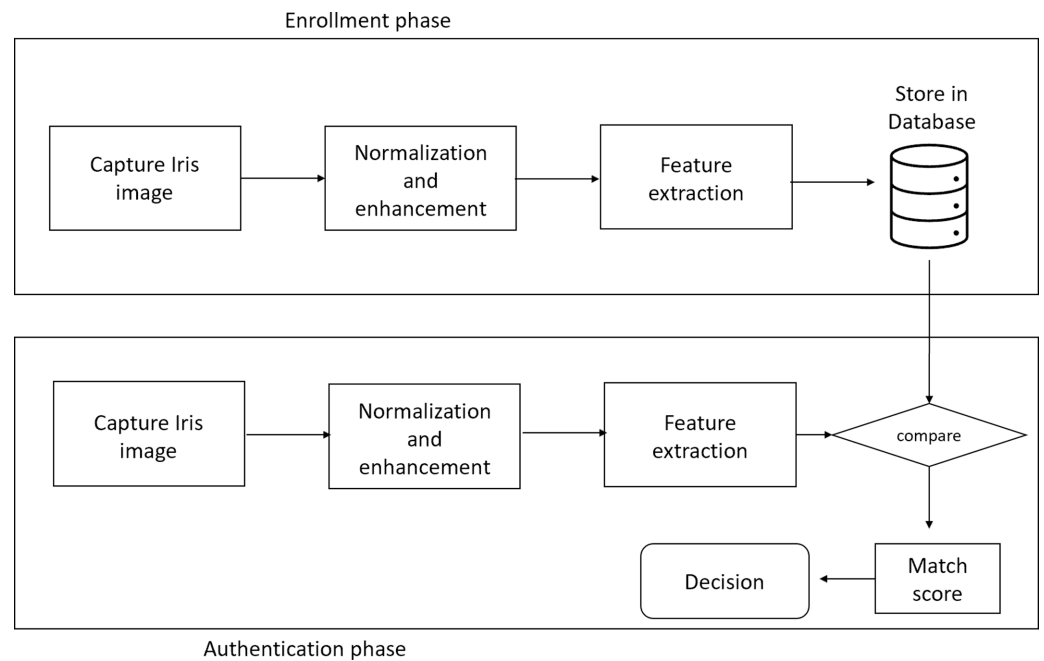 Enrollment phase
Store in
Database
Capture Iris
image
Normalization
and
enhancement
Feature
extraction
Capture Iris
image
Normalization
and
enhancement
Feature
extraction
compare
Match
score
Decision
Authentication phase